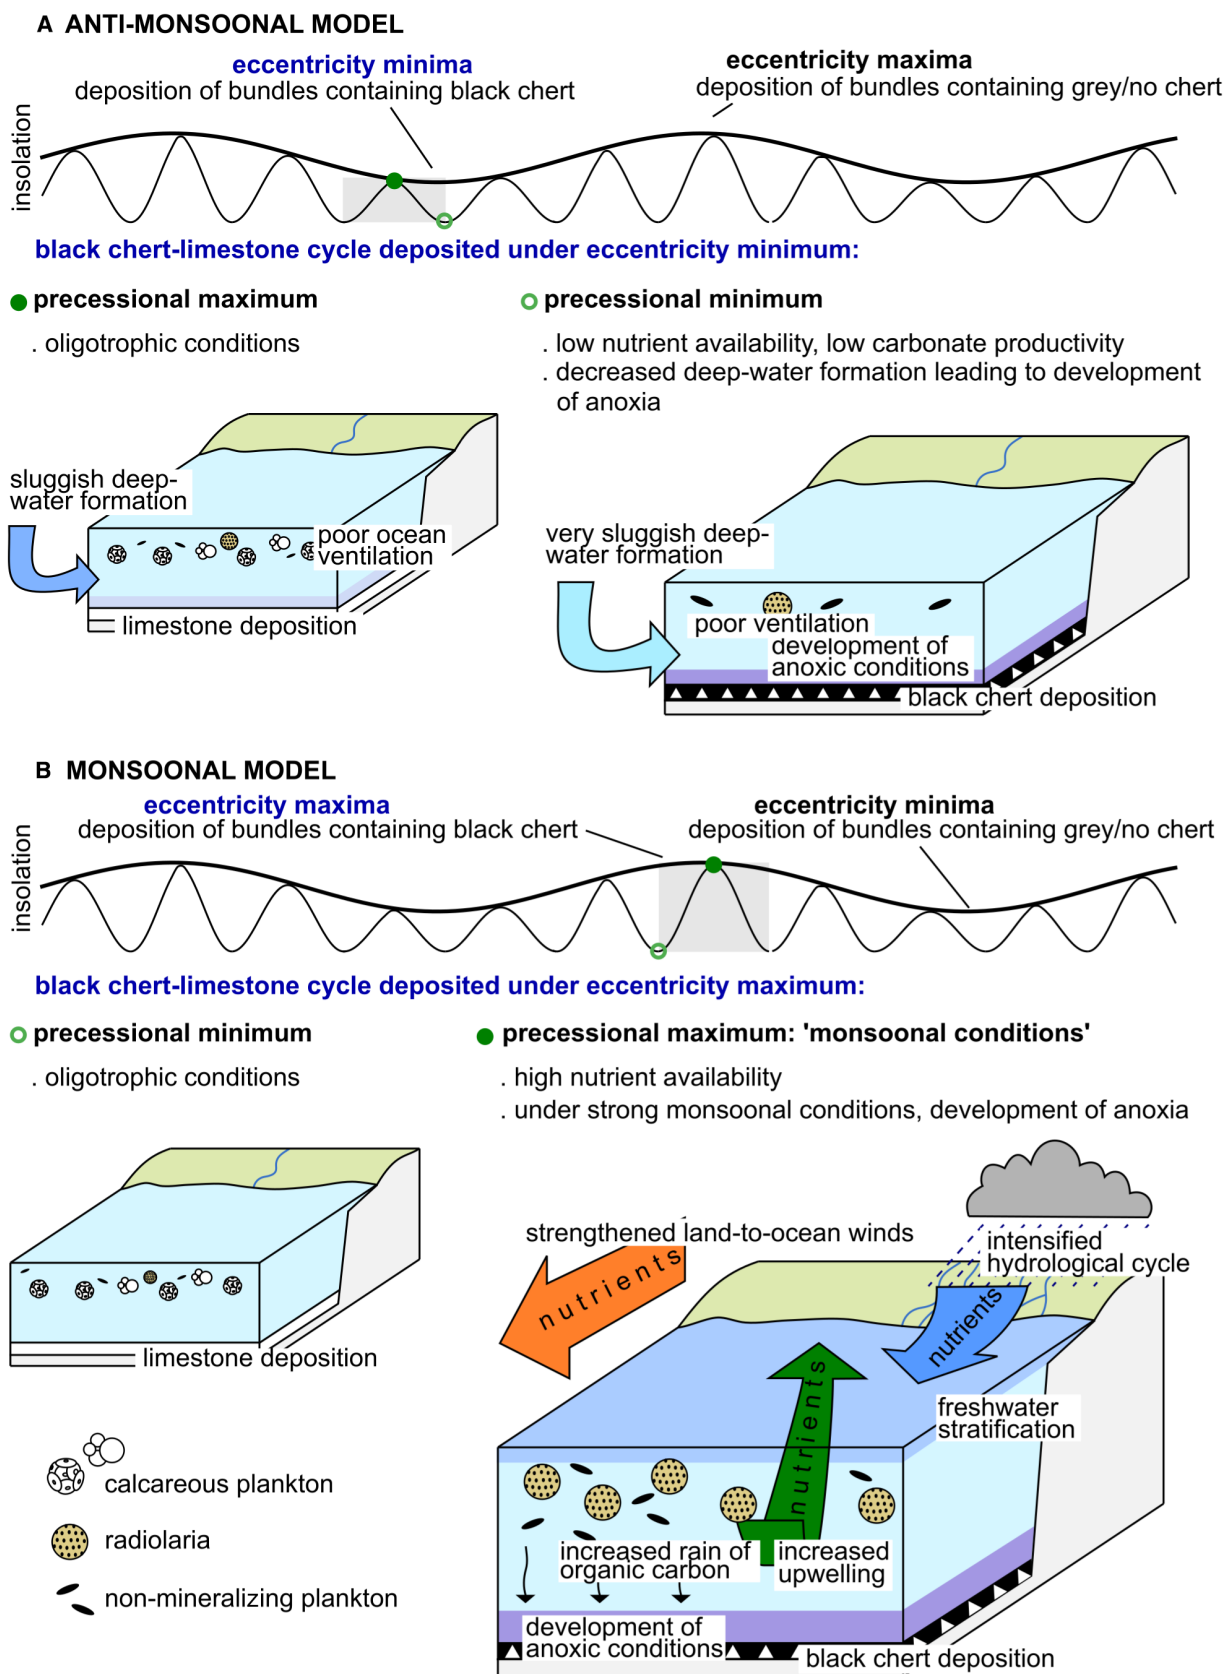 A ANTI-MONSOONAL MODEL
eccentricity minima
deposition of bundles containing black chert
eccentricity maxima
deposition of bundles containing grey/no chert
insolation
black chert-limestone cycle deposited under eccentricity minimum:
precessional maximum
. oligotrophic conditions
precessional minimum
. low nutrient availability, low carbonate productivity
. decreased deep-water formation leading to development
of anoxia
sluggish deep-
water formation
poor ocean
ventilation
limestone deposition
very sluggish deep-
water formation
poor ventilation
development of
anoxic conditions
black chert deposition
B MONSOONAL MODEL
eccentricity maxima
deposition of bundles containing black chert
eccentricity minima
deposition of bundles containing grey/no chert
insolation
black chert-limestone cycle deposited under eccentricity maximum:
precessional minimum
. oligotrophic conditions
precessional maximum: 'monsoonal conditions'
. high nutrient availability
. under strong monsoonal conditions, development of anoxia
limestone deposition
strengthened land-to-ocean winds
nutrients
intensified
hydrological cycle
nutrients
nutrients
freshwater
stratification
increased rain of
organic carbon
increased
upwelling
development of
anoxic conditions
black chert deposition
calcareous plankton
radiolaria
non-mineralizing plankton